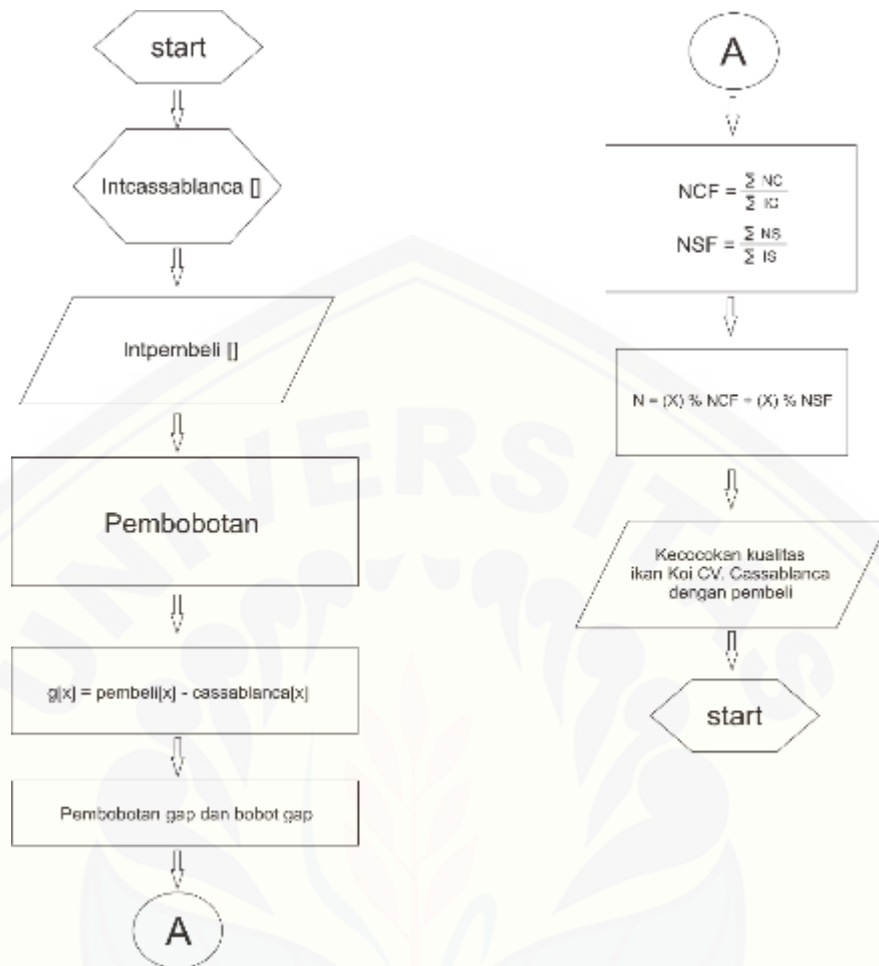 start
Intcassablanca []
Intpembeli []
Pembobotan
g[x] = pembeli[x] - cassablanca[x]
Pembobotan gap dan bobot gap
A
A
NCF = Σ NC / Σ IC
NSF = Σ NS / Σ IS
N = (X) % NCF + (X) % NSF
Kecocokan kualitas
ikan Koi CV. Cassablanca
dengan pembeli
start
UNIVERSITAS